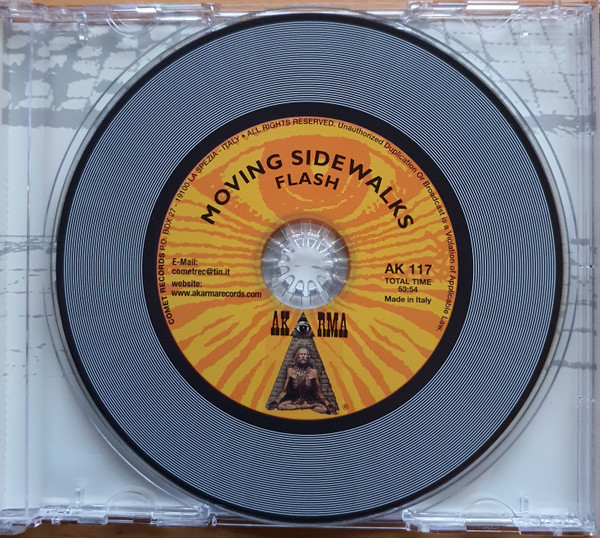 COMET RECORDS P.O. BOX 27 - 19100 LA SPEZIA - ITALY • ALL RIGHTS RESERVED. Unauthorized Duplication Or Broadcast is a Violation of Applicable Law.
MOVING SIDEWALKS
FLASH
E-Mail:
cometrec@tin.it
website:
www.akarmarecords.com
AK 117
TOTAL TIME
53:54
Made in Italy
AK RMA
®